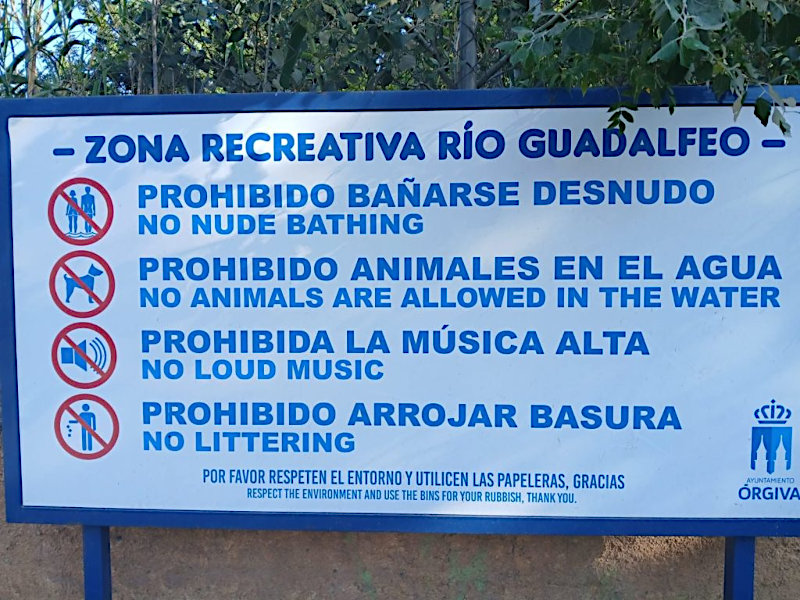 – ZONA RECREATIVA RÍO GUADALFEO –
PROHIBIDO BAÑARSE DESNUDO
NO NUDE BATHING
PROHIBIDO ANIMALES EN EL AGUA
NO ANIMALS ARE ALLOWED IN THE WATER
PROHIBIDA LA MÚSICA ALTA
NO LOUD MUSIC
PROHIBIDO ARROJAR BASURA
NO LITTERING
POR FAVOR RESPETEN EL ENTORNO Y UTILICEN LAS PAPELERAS, GRACIAS
RESPECT THE ENVIRONMENT AND USE THE BINS FOR YOUR RUBBISH, THANK YOU.
AYUNTAMIENTO
ÓRGIVA